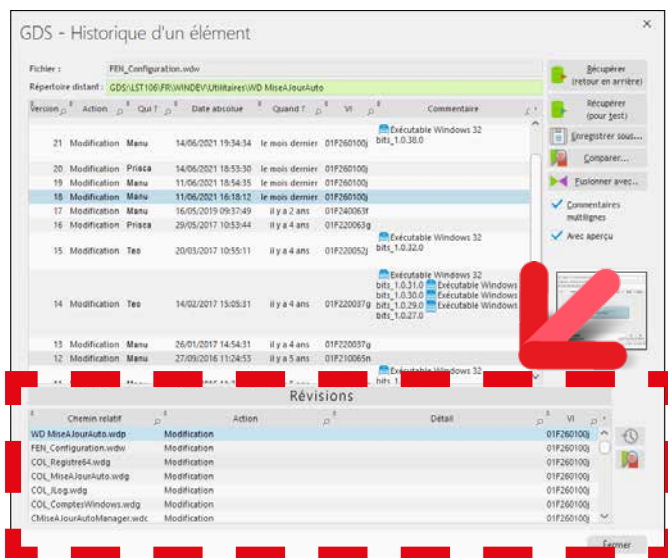 GDS - Historique d'un élément
Fichier : FEN_Configuration.wdw
Répertoire distant : GDS:\LST106\FR\WINDEV\Utilitaires\WD MiseAJourAuto
Version Action Qui ? Date absolue Quand ? VI Commentaire
21 Modification Manu 14/06/2021 19:34:34 le mois dernier 01F260100j Exécutable Windows 32
bits_1.0.38.0
20 Modification Prisca 14/06/2021 18:53:30 le mois dernier 01F260100j
19 Modification Manu 11/06/2021 18:54:35 le mois dernier 01F260100j
18 Modification Manu 11/06/2021 16:18:12 le mois dernier 01F260100j
17 Modification Manu 16/05/2019 09:37:49 il y a 2 ans 01F240063f
16 Modification Prisca 29/05/2017 10:53:44 il y a 4 ans 01F220063g
15 Modification Teo 20/03/2017 10:55:11 il y a 4 ans 01F220052j Exécutable Windows 32
bits_1.0.32.0
14 Modification Teo 14/02/2017 15:05:31 il y a 4 ans 01F220037g Exécutable Windows 32
bits_1.0.31.0 Exécutable Windows
bits_1.0.30.0 Exécutable Windows
bits_1.0.29.0 Exécutable Windows
bits_1.0.27.0
13 Modification Manu 26/01/2017 14:54:31 il y a 4 ans 01F220037g
12 Modification Manu 27/09/2016 11:24:53 il y a 5 ans 01F210065n
Exécutable Windows 32
Récupérer
(retour en arrière)
Récupérer
(pour test)
Enregistrer sous...
Comparer...
Fusionner avec...
Commentaires
multilignes
Avec aperçu
Révisions
Chemin relatif Action Détail VI
WD MiseAJourAuto.wdp Modification 01F260100j
FEN_Configuration.wdw Modification 01F260100j
COL_Registre64.wdg Modification 01F260100j
COL_MiseAJourAuto.wdg Modification 01F260100j
COL_JLog.wdg Modification 01F260100j
COL_ComptesWindows.wdg Modification 01F260100j
CMiseAJourAutoManager.wdc Modification 01F260100j
Fermer